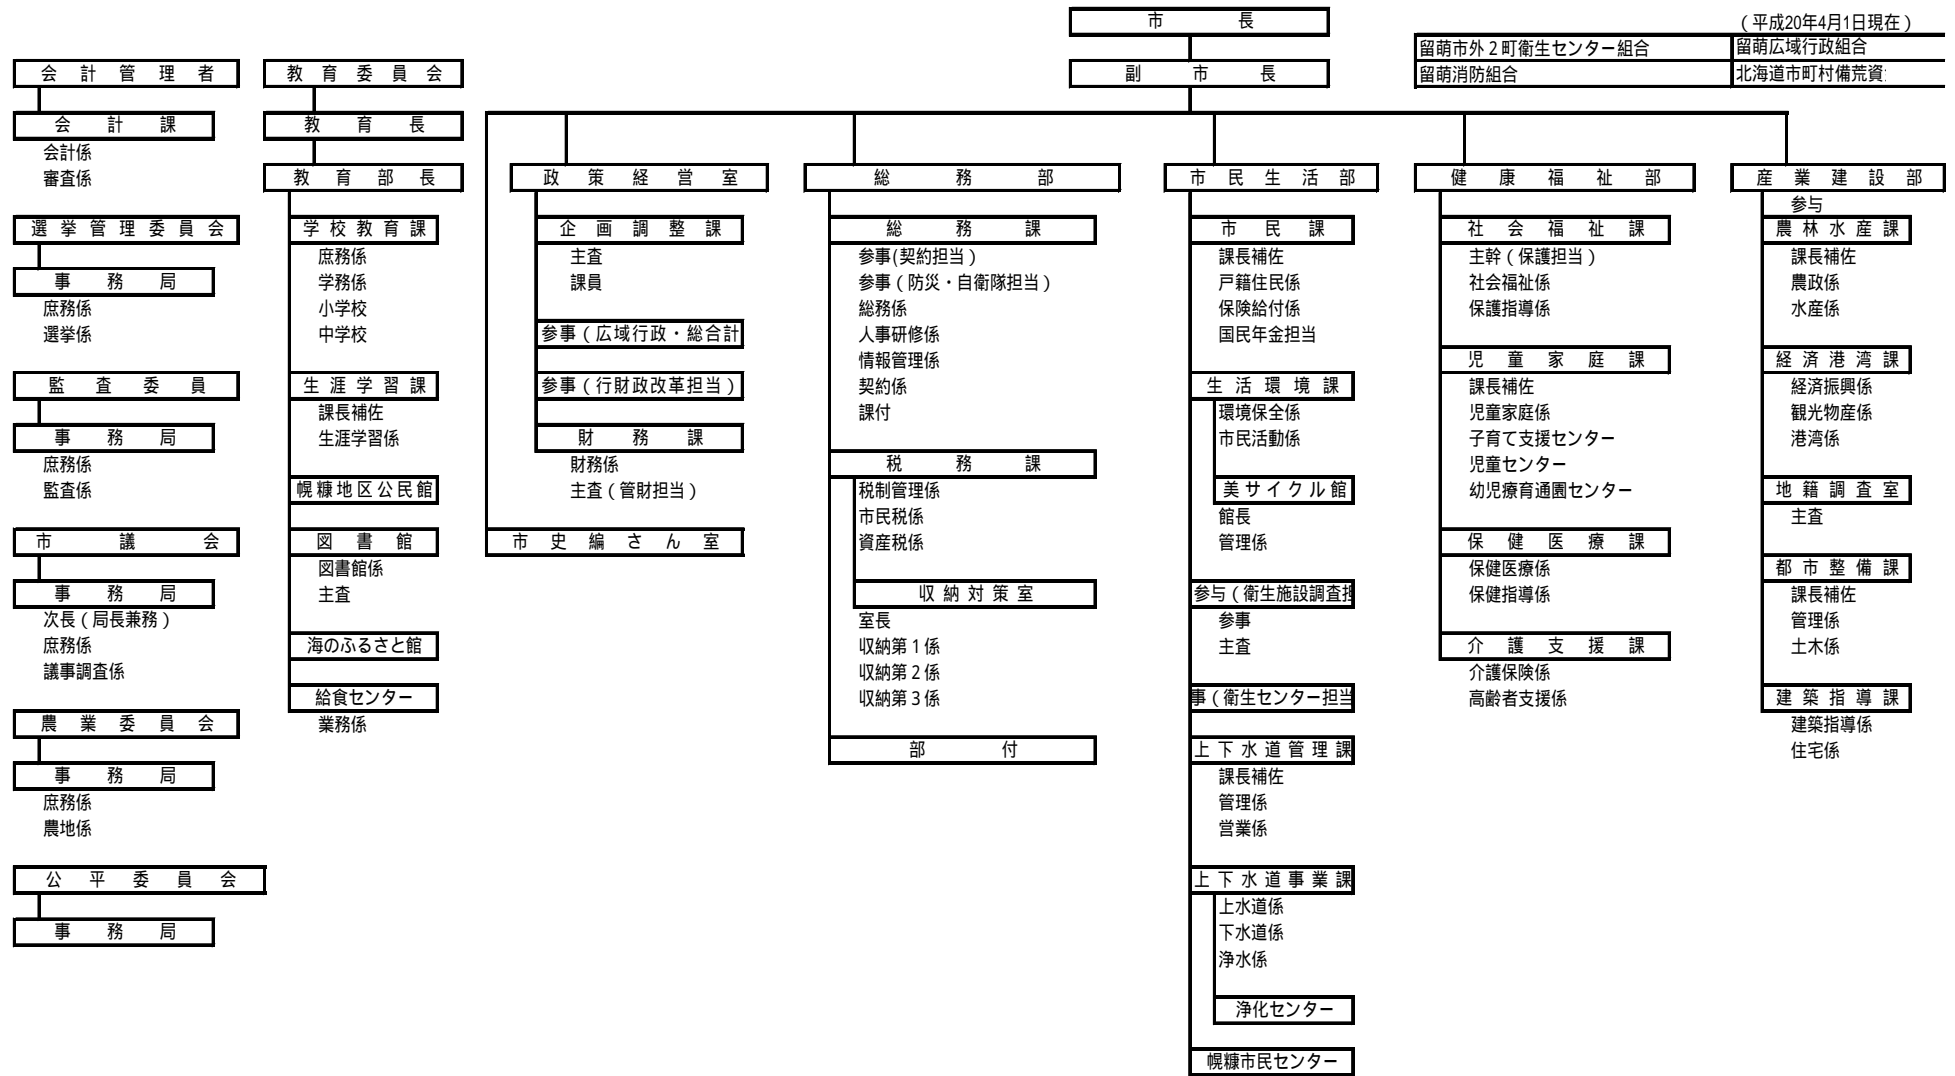 市長
（平成20年4月1日現在）
留萌市外２町衛生センター組合
留萌広域行政組合
副市長
留萌消防組合
北海道市町村備荒資
会計管理者
会計課
会計係
審査係
選挙管理委員会
事務局
庶務係
選挙係
監査委員
事務局
庶務係
監査係
市議会
事務局
次長（局長兼務）
庶務係
議事調査係
農業委員会
事務局
庶務係
農地係
公平委員会
事務局
教育委員会
教育長
教育部長
学校教育課
庶務係
学務係
小学校
中学校
生涯学習課
課長補佐
生涯学習係
幌糠地区公民館
図書館
図書館係
主査
海のふるさと館
給食センター
業務係
政策経営室
企画調整課
主査
課員
参事（広域行政・総合計
参事（行財政改革担当）
財務課
財務係
主査（管財担当）
市史編さん室
総務部
総務課
参事(契約担当）
参事（防災・自衛隊担当）
総務係
人事研修係
情報管理係
契約係
課付
税務課
税制管理係
市民税係
資産税係
収納対策室
室長
収納第１係
収納第２係
収納第３係
部付
市民生活部
市民課
課長補佐
戸籍住民係
保険給付係
国民年金担当
生活環境課
環境保全係
市民活動係
美サイクル館
館長
管理係
参与（衛生施設調査担
参事
主査
事（衛生センター担当
上下水道管理課
課長補佐
管理係
営業係
上下水道事業課
上水道係
下水道係
浄水係
浄化センター
幌糠市民センター
健康福祉部
社会福祉課
主幹（保護担当）
社会福祉係
保護指導係
児童家庭課
課長補佐
児童家庭係
子育て支援センター
児童センター
幼児療育通園センター
保健医療課
保健医療係
保健指導係
介護支援課
介護保険係
高齢者支援係
産業建設部
参与
農林水産課
課長補佐
農政係
水産係
経済港湾課
経済振興係
観光物産係
港湾係
地籍調査室
主査
都市整備課
課長補佐
管理係
土木係
建築指導課
建築指導係
住宅係